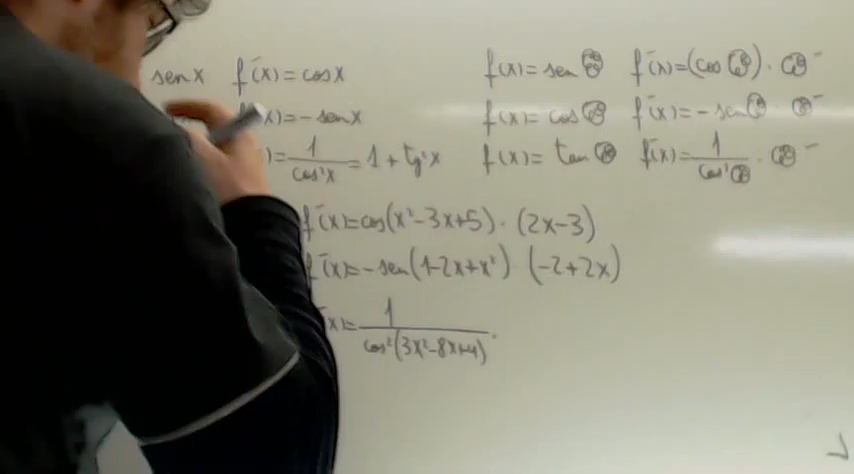 sen x f'(x) = cos x f(x) = sen f'(x) = (cos ) ·
x) = - sen x f(x) = cos f'(x) = - sen ·
) = 1/cos²x = 1 + tg²x f(x) = tan f'(x) = 1/cos² ·
f'(x) = cos(x² - 3x + 5) · (2x - 3)
f'(x) = - sen(1 - 2x + x²) · (-2 + 2x)
'(x) = 1/cos²(3x² - 8x + 4) ·